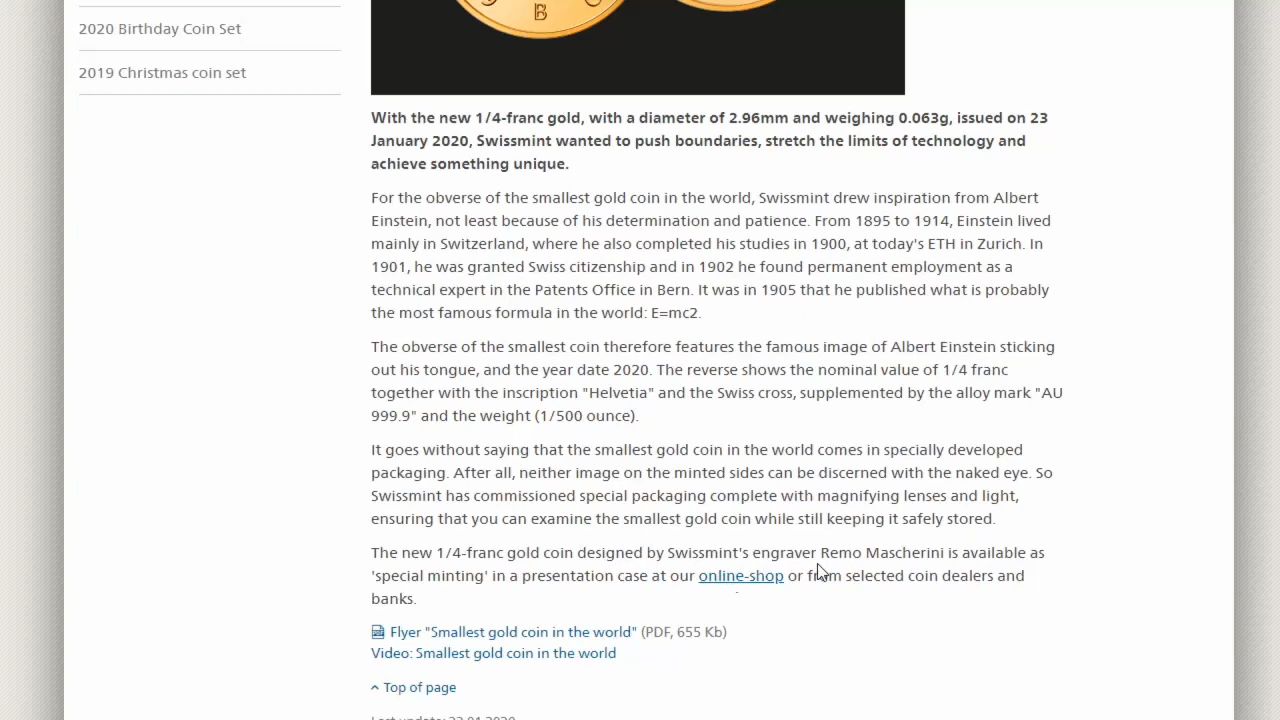 B
2020 Birthday Coin Set
2019 Christmas coin set
With the new 1/4-franc gold, with a diameter of 2.96mm and weighing 0.063g, issued on 23
January 2020, Swissmint wanted to push boundaries, stretch the limits of technology and
achieve something unique.
For the obverse of the smallest gold coin in the world, Swissmint drew inspiration from Albert
Einstein, not least because of his determination and patience. From 1895 to 1914, Einstein lived
mainly in Switzerland, where he also completed his studies in 1900, at today's ETH in Zurich. In
1901, he was granted Swiss citizenship and in 1902 he found permanent employment as a
technical expert in the Patents Office in Bern. It was in 1905 that he published what is probably
the most famous formula in the world: E=mc2.
The obverse of the smallest coin therefore features the famous image of Albert Einstein sticking
out his tongue, and the year date 2020. The reverse shows the nominal value of 1/4 franc
together with the inscription "Helvetia" and the Swiss cross, supplemented by the alloy mark "AU
999.9" and the weight (1/500 ounce).
It goes without saying that the smallest gold coin in the world comes in specially developed
packaging. After all, neither image on the minted sides can be discerned with the naked eye. So
Swissmint has commissioned special packaging complete with magnifying lenses and light,
ensuring that you can examine the smallest gold coin while still keeping it safely stored.
The new 1/4-franc gold coin designed by Swissmint's engraver Remo Mascherini is available as
'special minting' in a presentation case at our online-shop or from selected coin dealers and
banks.
Flyer "Smallest gold coin in the world" (PDF, 655 Kb)
Video: Smallest gold coin in the world
Top of page
Last update: 22.01.2020